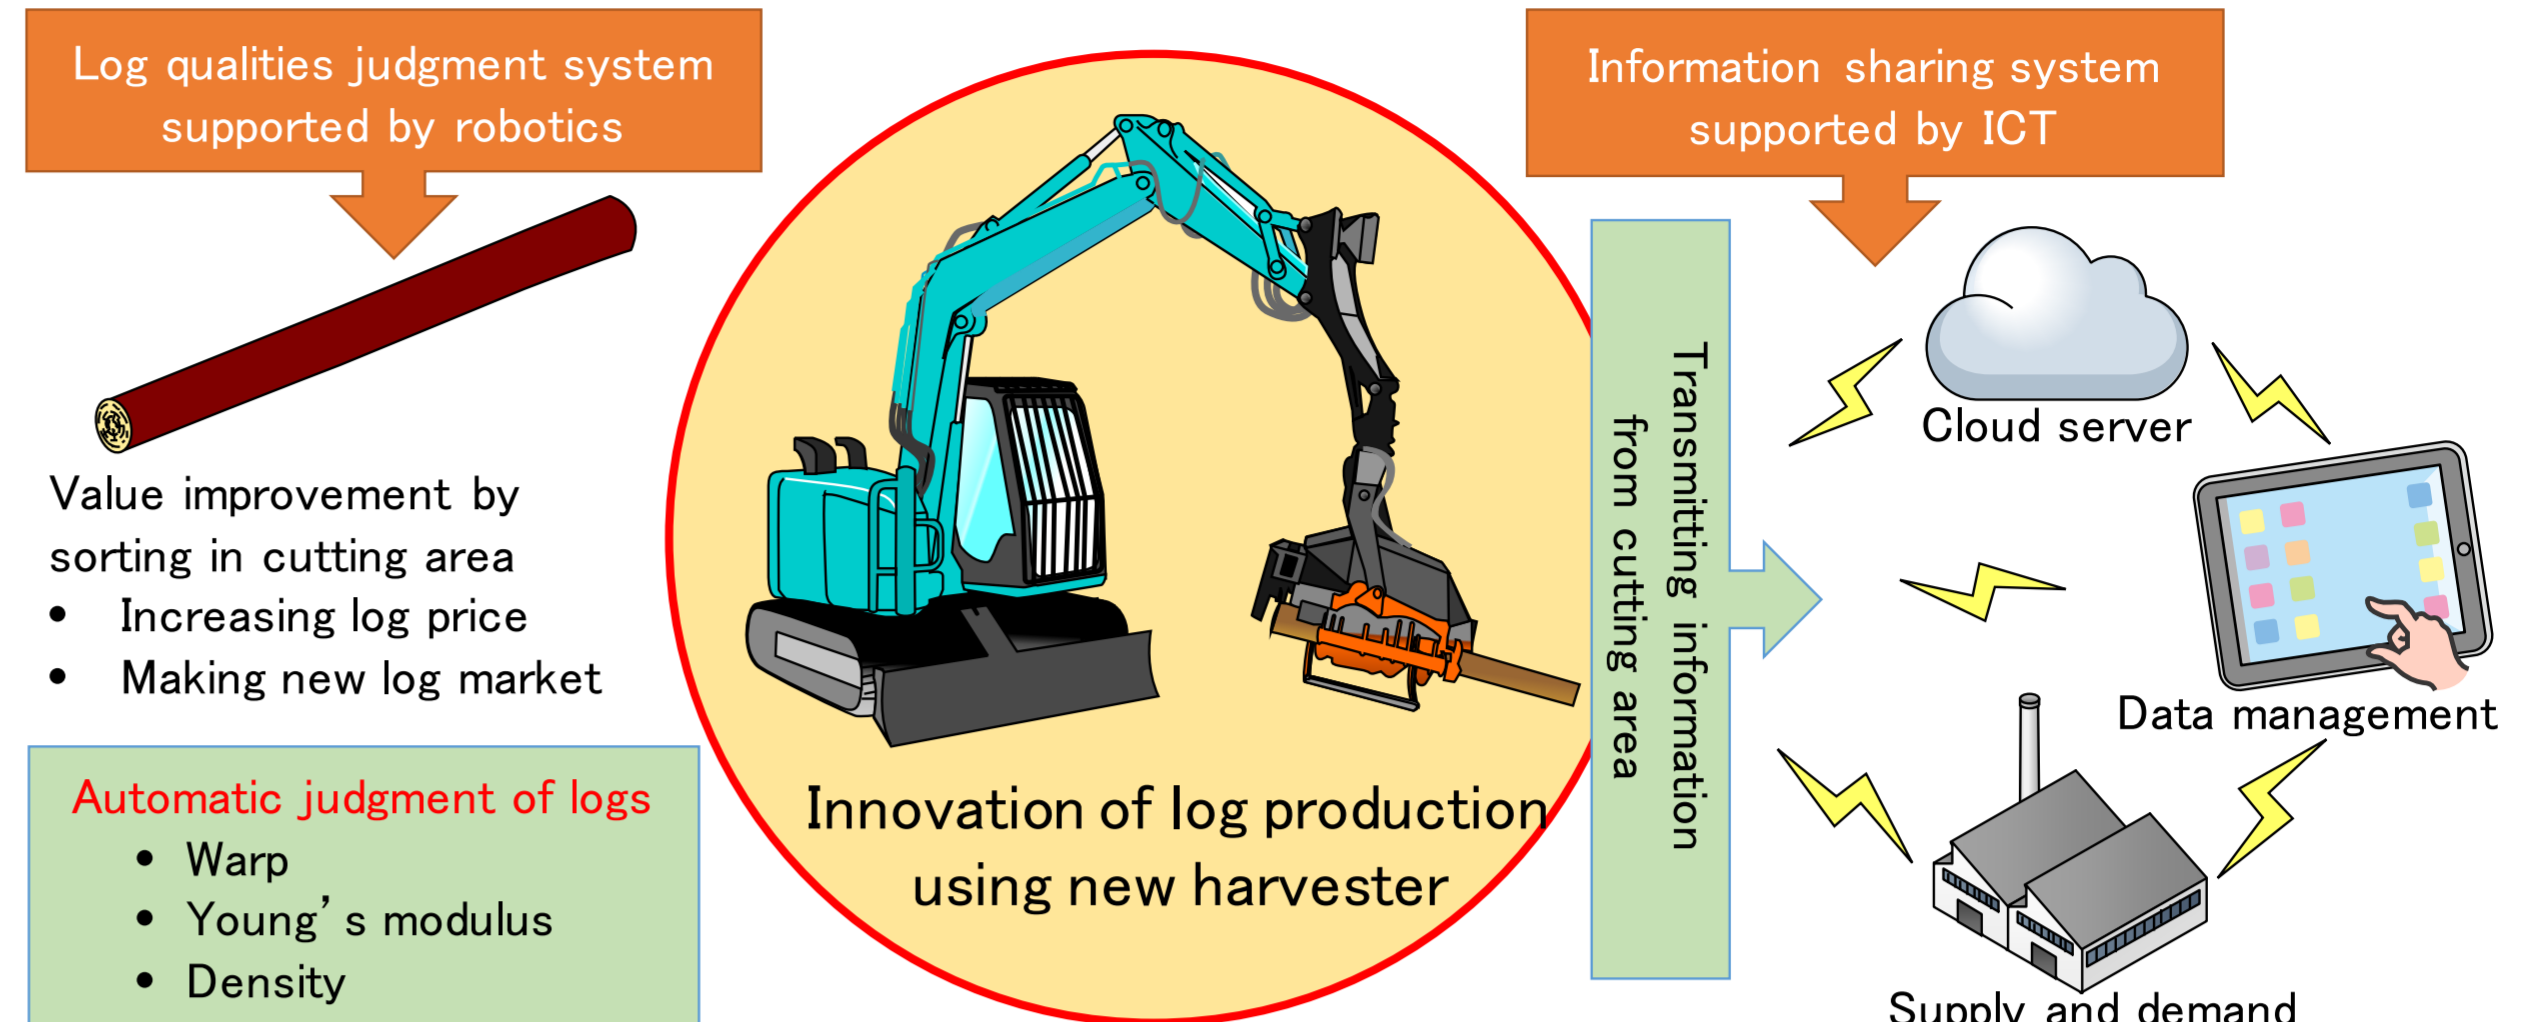 Log qualities judgment system
supported by robotics
Value improvement by
sorting in cutting area
• Increasing log price
• Making new log market
Automatic judgment of logs
• Warp
• Young's modulus
• Density
Innovation of log production
using new harvester
Information sharing system
supported by ICT
Transmitting information
from cutting area
Cloud server
Data management
Supply and demand